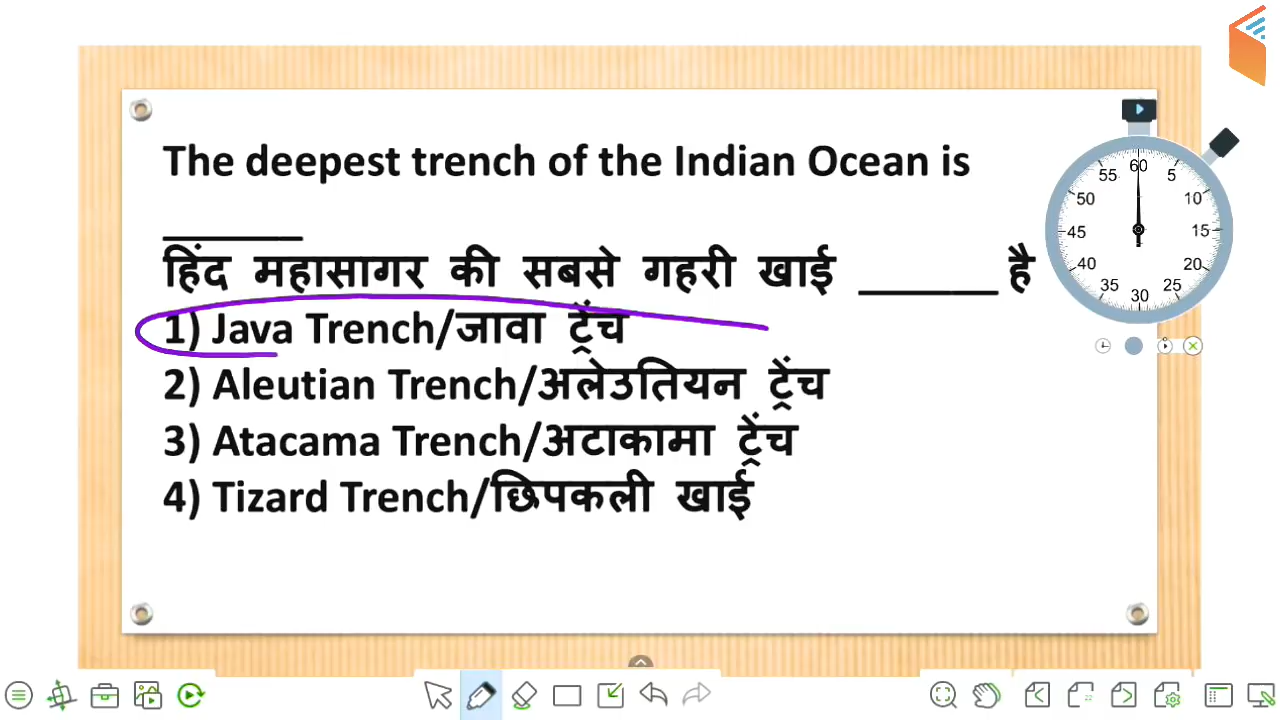 The deepest trench of the Indian Ocean is
______
हिंद महासागर की सबसे गहरी खाई ______ है
1) Java Trench/जावा ट्रेंच
2) Aleutian Trench/अलेउतियन ट्रेंच
3) Atacama Trench/अटाकामा ट्रेंच
4) Tizard Trench/छिपकली खाई
60
5
10
15
20
25
30
35
40
45
50
55